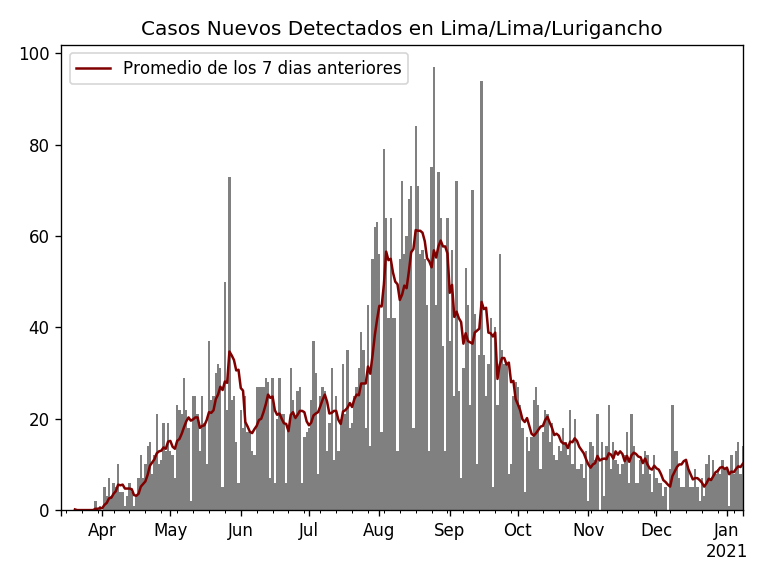 Casos Nuevos Detectados en Lima/Lima/Lurigancho
Promedio de los 7 dias anteriores
100
80
60
40
20
0
Apr May Jun Jul Aug Sep Oct Nov Dec Jan
2021